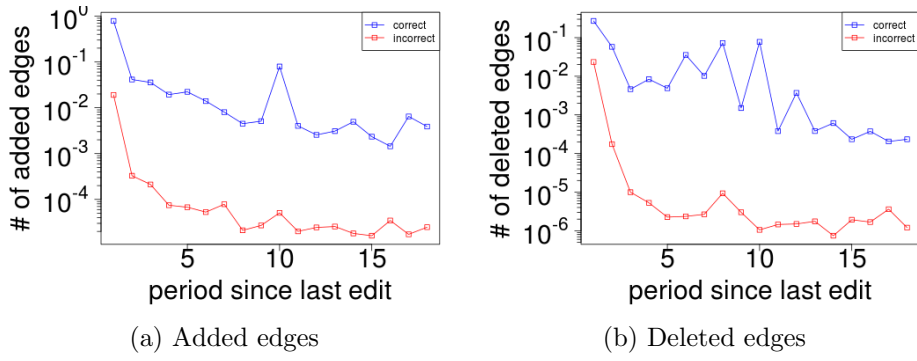 # of added edges
10^0
10^-1
10^-2
10^-3
10^-4
5
10
15
period since last edit
correct
incorrect
(a) Added edges
# of deleted edges
10^-1
10^-2
10^-3
10^-4
10^-5
10^-6
5
10
15
period since last edit
correct
incorrect
(b) Deleted edges